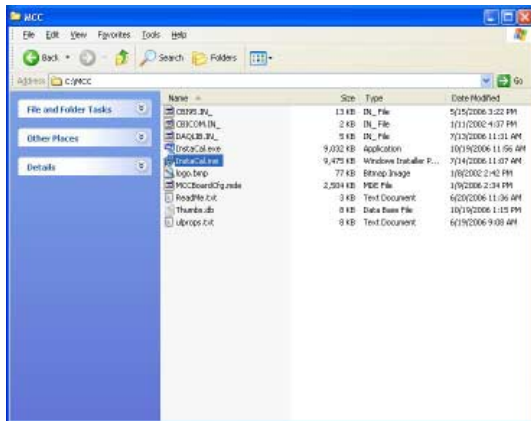 MCC
File Edit View Favorites Tools Help
Back Search Folders
Address C:\MCC Go
File and Folder Tasks
Other Places
Details
Name Size Type Date Modified
13 KB IN_ File 5/15/2006 3:22 PM
CBICOM.IN_ 2 KB IN_ File 1/11/2002 4:37 PM
DAQLIB.IN_ 5 KB IN_ File 7/13/2006 11:31 AM
InstaCal.exe 9,032 KB Application 10/19/2006 11:56 AM
InstaCal.msi 9,475 KB Windows Installer P... 7/14/2006 11:07 AM
logo.bmp 77 KB Bitmap Image 1/8/2002 2:42 PM
MCCBoardCfg.mde 2,504 KB MDE File 1/9/2006 2:34 PM
ReadMe.txt 3 KB Text Document 6/20/2006 11:36 AM
Thumbs.db 8 KB Data Base File 10/19/2006 1:15 PM
ulprops.txt 8 KB Text Document 6/19/2006 9:08 AM